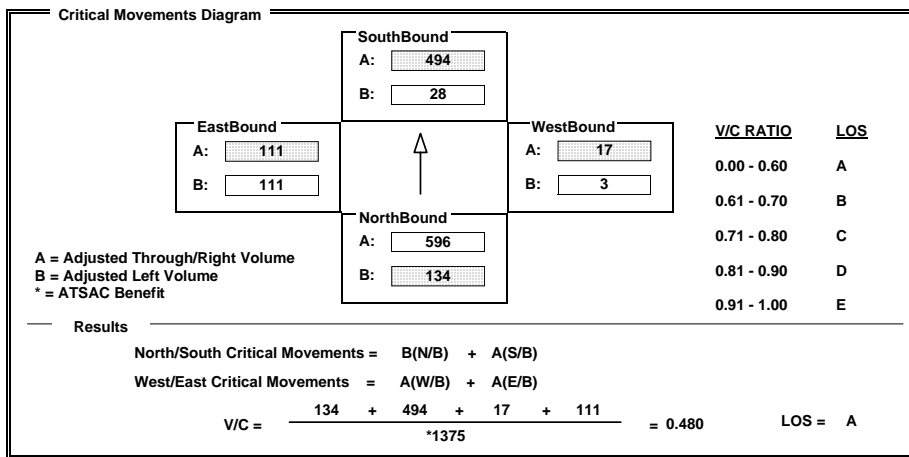 Critical Movements Diagram
SouthBound
A: 494
B: 28
EastBound
A: 111
B: 111
WestBound
A: 17
B: 3
NorthBound
A: 596
B: 134
V/C RATIO LOS
0.00 - 0.60 A
0.61 - 0.70 B
0.71 - 0.80 C
0.81 - 0.90 D
0.91 - 1.00 E
A = Adjusted Through/Right Volume
B = Adjusted Left Volume
* = ATSAC Benefit
Results
North/South Critical Movements = B(N/B) + A(S/B)
West/East Critical Movements = A(W/B) + A(E/B)
134 + 494 + 17 + 111
V/C = = 0.480 LOS = A
*1375